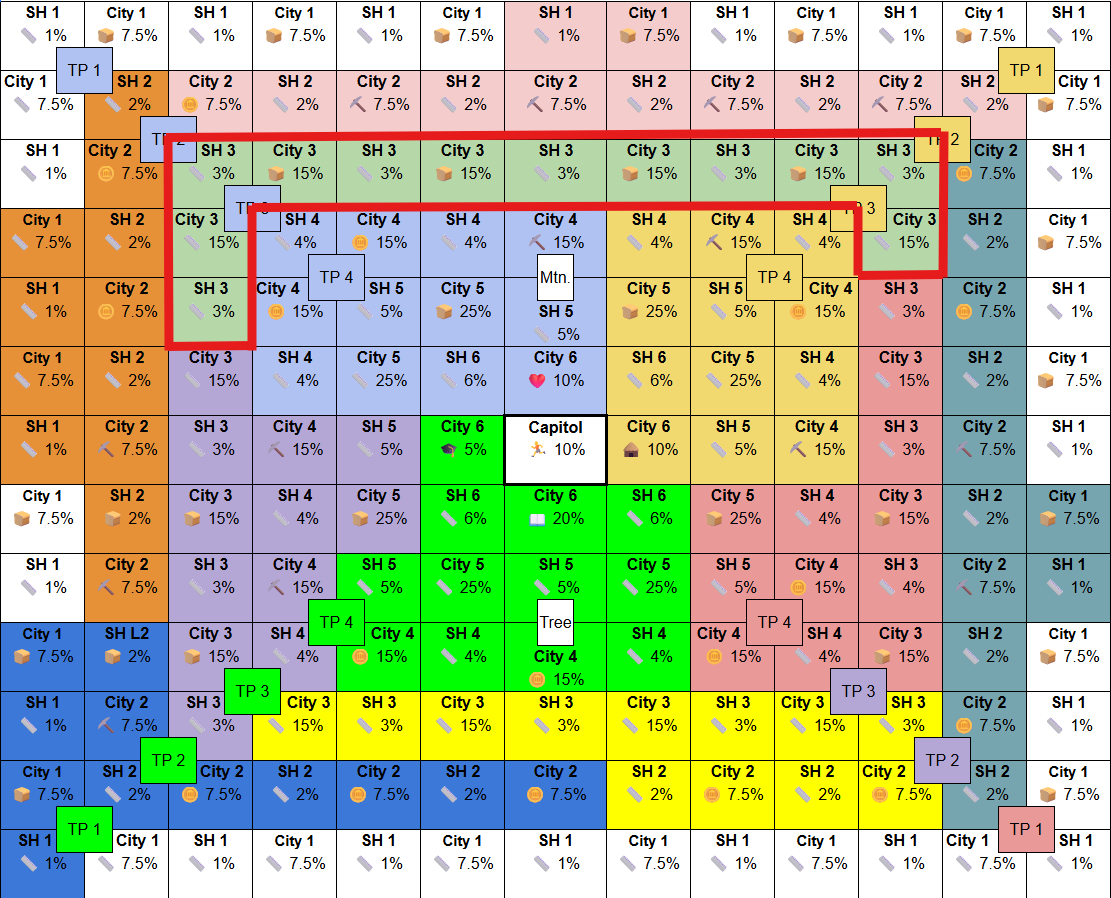 SH 1 City 1 SH 1 City 1 SH 1 City 1 SH 1 City 1 SH 1 City 1 SH 1 City 1 SH 1
1% 7.5% 1% 7.5% 1% 7.5% 1% 7.5% 1% 7.5% 1% 7.5% 1%
TP 1 TP 1
City 1 SH 2 City 2 SH 2 City 2 SH 2 City 2 SH 2 City 2 SH 2 City 2 SH 2 City 1
7.5% 2% 7.5% 2% 7.5% 2% 7.5% 2% 7.5% 2% 7.5% 2% 7.5%
TP 2 TP 2
SH 1 City 2 SH 3 City 3 SH 3 City 3 SH 3 City 3 SH 3 City 3 SH 3 City 2 SH 1
1% 7.5% 3% 15% 3% 15% 3% 15% 3% 15% 3% 7.5% 1%
TP 3 TP 3
City 1 SH 2 City 3 SH 4 City 4 SH 4 City 4 SH 4 City 4 SH 4 City 3 SH 2 City 1
7.5% 2% 15% 4% 15% 4% 15% 4% 15% 4% 15% 2% 7.5%
TP 4 Mtn. TP 4
SH 1 City 2 SH 3 City 4 SH 5 City 5 SH 5 City 5 SH 5 City 4 SH 3 City 2 SH 1
1% 7.5% 3% 15% 5% 25% 5% 25% 5% 15% 3% 7.5% 1%
City 1 SH 2 City 3 SH 4 City 5 SH 6 City 6 SH 6 City 5 SH 4 City 3 SH 2 City 1
7.5% 2% 15% 4% 25% 6% 10% 6% 25% 4% 15% 2% 7.5%
SH 1 City 2 SH 3 City 4 SH 5 City 6 Capitol City 6 SH 5 City 4 SH 3 City 2 SH 1
1% 7.5% 3% 15% 5% 5% 10% 10% 5% 15% 3% 7.5% 1%
City 1 SH 2 City 3 SH 4 City 5 SH 6 City 6 SH 6 City 5 SH 4 City 3 SH 2 City 1
7.5% 2% 15% 4% 25% 6% 20% 6% 25% 4% 15% 2% 7.5%
SH 1 City 2 SH 3 City 4 SH 5 City 5 SH 5 City 5 SH 5 City 4 SH 3 City 2 SH 1
1% 7.5% 3% 15% 5% 25% 5% 25% 5% 15% 4% 7.5% 1%
TP 4 Tree TP 4
City 1 SH L2 City 3 SH 4 City 4 SH 4 City 4 SH 4 City 4 SH 4 City 3 SH 2 City 1
7.5% 2% 15% 4% 15% 4% 15% 4% 15% 4% 15% 2% 7.5%
TP 3 TP 3
SH 1 City 2 SH 3 City 3 SH 3 City 3 SH 3 City 3 SH 3 City 3 SH 3 City 2 SH 1
1% 7.5% 3% 15% 3% 15% 3% 15% 3% 15% 3% 7.5% 1%
TP 2 TP 2
City 1 SH 2 City 2 SH 2 City 2 SH 2 City 2 SH 2 City 2 SH 2 City 2 SH 2 City 1
7.5% 2% 7.5% 2% 7.5% 2% 7.5% 2% 7.5% 2% 7.5% 2% 7.5%
TP 1 TP 1
SH 1 City 1 SH 1 City 1 SH 1 City 1 SH 1 City 1 SH 1 City 1 SH 1 City 1 SH 1
1% 7.5% 1% 7.5% 1% 7.5% 1% 7.5% 1% 7.5% 1% 7.5% 1%